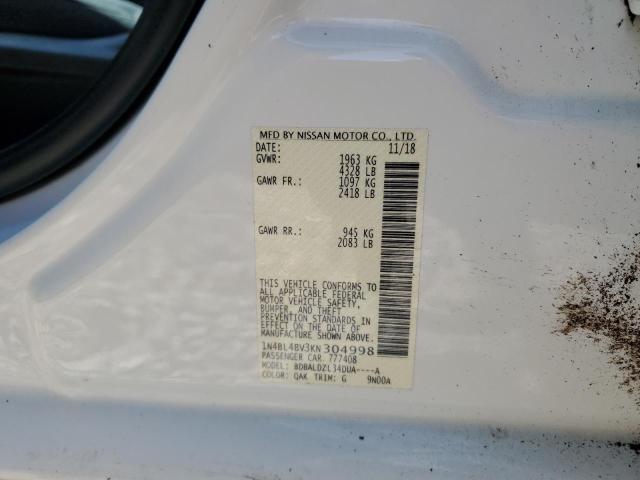 MFD BY NISSAN MOTOR CO., LTD.
DATE: 11/18
GVWR: 1963 KG
4328 LB
GAWR FR.: 1097 KG
2418 LB
GAWR RR.: 945 KG
2083 LB
THIS VEHICLE CONFORMS TO
ALL APPLICABLE FEDERAL
MOTOR VEHICLE SAFETY,
BUMPER, AND THEFT
PREVENTION STANDARDS IN
EFFECT ON THE DATE OF
MANUFACTURE SHOWN ABOVE.
1N4BL4BV3KN304998
PASSENGER CAR 777408
MODEL: BDBALDZL34DUA----A
COLOR: QAK TRIM: G 9N00A